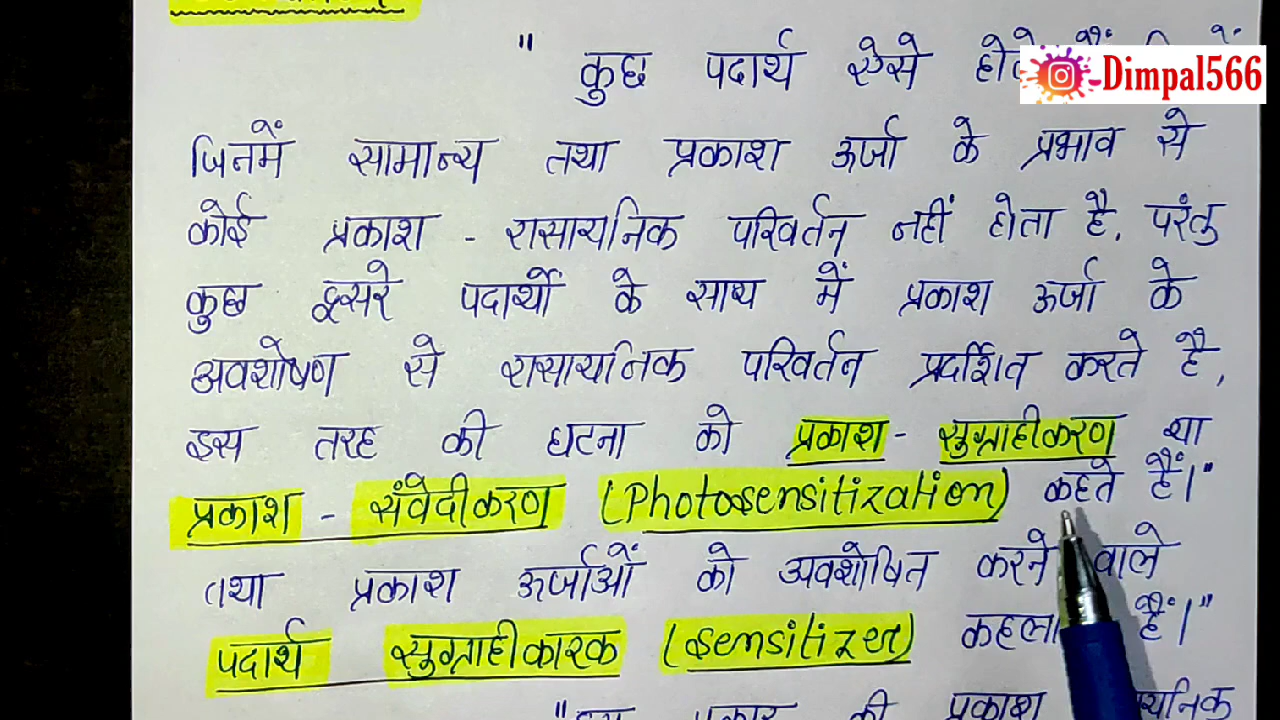 " कुछ पदार्थ ऐसे होते हैं
Dimpal566
जिनमें सामान्य तथा प्रकाश ऊर्जा के प्रभाव से
कोई प्रकाश - रासायनिक परिवर्तन नहीं होता है, परंतु
कुछ दूसरे पदार्थों के साथ में प्रकाश ऊर्जा के
अवशोषण से रासायनिक परिवर्तन प्रदर्शित करते है,
इस तरह की घटना को प्रकाश - सुग्राहीकरण या
प्रकाश - संवेदीकरण (Photosensitization) कहते हैं।"
तथा प्रकाश ऊर्जाओं को अवशोषित करने वाले
पदार्थ सुग्राहीकारक (sensitizer) कहला हैं।"
" की प्रकाश